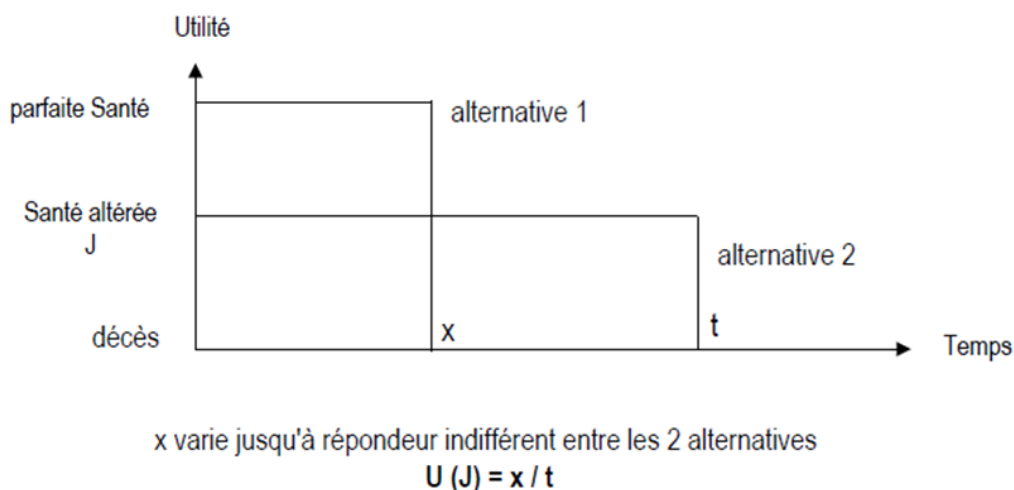 Utilité
parfaite Santé
alternative 1
Santé altérée
J
alternative 2
décès
x
t
Temps
x varie jusqu'à répondeur indifférent entre les 2 alternatives
U (J) = x / t